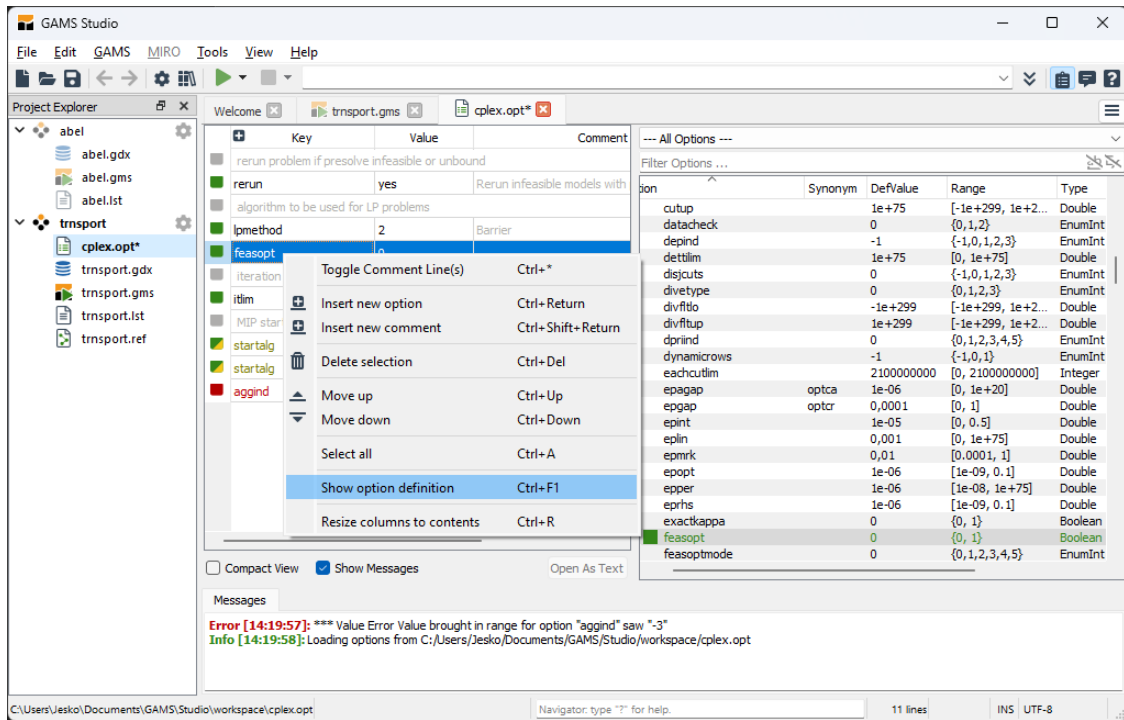 GAMS Studio
File Edit GAMS MIRO Tools View Help
Project Explorer
abel
abel.gdx
abel.gms
abel.lst
trnsport
cplex.opt*
trnsport.gdx
trnsport.gms
trnsport.lst
trnsport.ref
Welcome trnsport.gms cplex.opt*
Key Value Comment
rerun problem if presolve infeasible or unbound
rerun yes Rerun infeasible models with
algorithm to be used for LP problems
lpmethod 2 Barrier
feasopt 0
iteration
itlim
MIP star
startalg
startalg
aggind
Toggle Comment Line(s) Ctrl+*
Insert new option Ctrl+Return
Insert new comment Ctrl+Shift+Return
Delete selection Ctrl+Del
Move up Ctrl+Up
Move down Ctrl+Down
Select all Ctrl+A
Show option definition Ctrl+F1
Resize columns to contents Ctrl+R
Compact View Show Messages Open As Text
--- All Options ---
Filter Options ...
tion Synonym DefValue Range Type
cutup 1e+75 [-1e+299, 1e+2... Double
datacheck 0 {0,1,2} EnumInt
depind -1 {-1,0,1,2,3} EnumInt
dettilim 1e+75 [0, 1e+75] Double
disjcuts 0 {-1,0,1,2,3} EnumInt
divetype 0 {0,1,2,3} EnumInt
divfltlo -1e+299 [-1e+299, 1e+2... Double
divfltup 1e+299 [-1e+299, 1e+2... Double
dpriind 0 {0,1,2,3,4,5} EnumInt
dynamicrows -1 {-1,0,1} EnumInt
eachcutlim 2100000000 [0, 2100000000] Integer
epagap optca 1e-06 [0, 1e+20] Double
epgap optcr 0,0001 [0, 1] Double
epint 1e-05 [0, 0.5] Double
eplin 0,001 [0, 1e+75] Double
epmrk 0,01 [0.0001, 1] Double
epopt 1e-06 [1e-09, 0.1] Double
epper 1e-06 [1e-08, 1e+75] Double
eprhs 1e-06 [1e-09, 0.1] Double
exactkappa 0 {0, 1} Boolean
feasopt 0 {0, 1} Boolean
feasoptmode 0 {0,1,2,3,4,5} EnumInt
Messages
Error [14:19:57]: *** Value Error Value brought in range for option "aggind" saw "-3"
Info [14:19:58]: Loading options from C:/Users/Jesko/Documents/GAMS/Studio/workspace/cplex.opt
C:\Users\Jesko\Documents\GAMS\Studio\workspace\cplex.opt Navigator: type "?" for help. 11 lines INS UTF-8